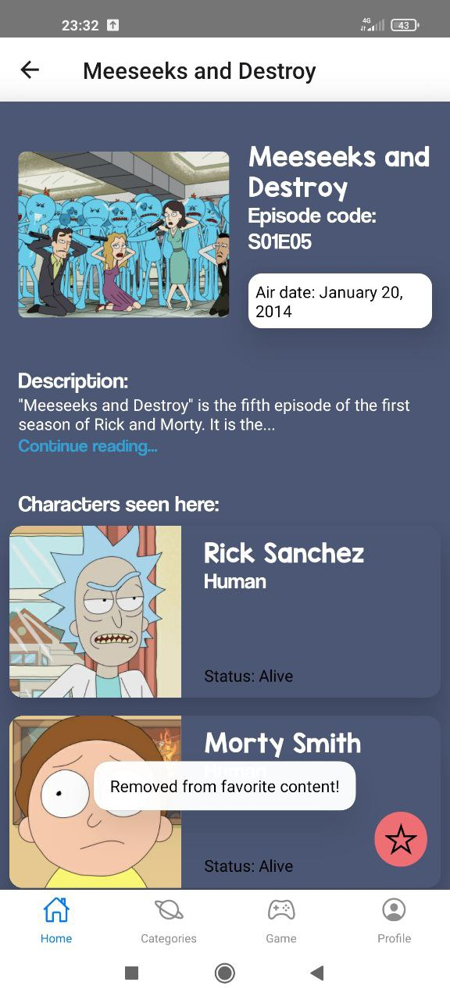 23:32
4G
43
Meeseeks and Destroy
Meeseeks and
Destroy
Episode code:
S01E05
Air date: January 20,
2014
Description:
"Meeseeks and Destroy" is the fifth episode of the first
season of Rick and Morty. It is the...
Continue reading...
Characters seen here:
Rick Sanchez
Human
Status: Alive
Morty Smith
Human
Removed from favorite content!
Status: Alive
Home
Categories
Game
Profile